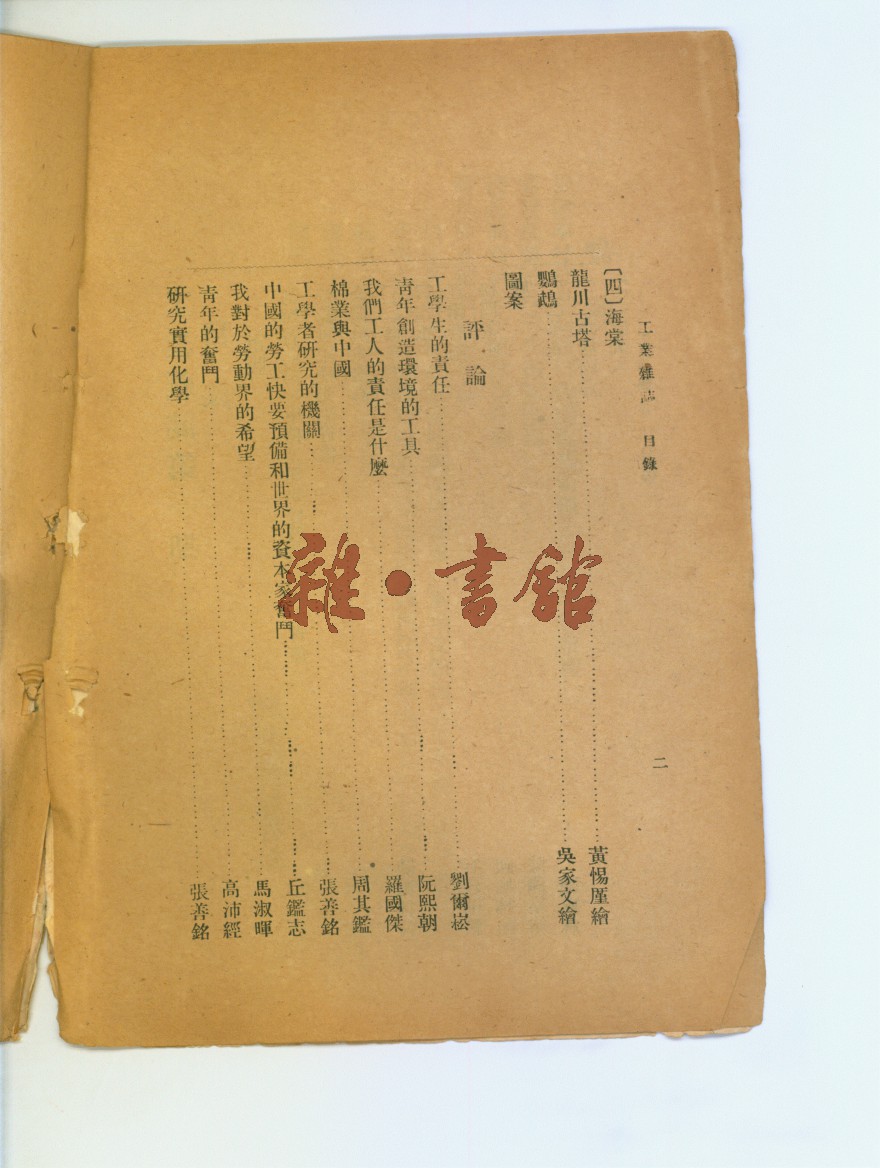 工業雜誌 目錄 二
〔四〕海棠
龍川古塔……黃惕厓繪
鸚鵡……吳家文繪
圖案
評論
工學生的責任……劉爾崧
靑年創造環境的工具……阮熙朝
我們工人的責任是什麼……羅國傑
棉業與中國……周其鑑
工學者硏究的機關……張善銘
中國的勞工快要預備和世界的資本家奮鬥……丘鑑志
我對於勞動界的希望……馬淑暉
靑年的奮鬥……高沛經
硏究實用化學……張善銘
雜·書館